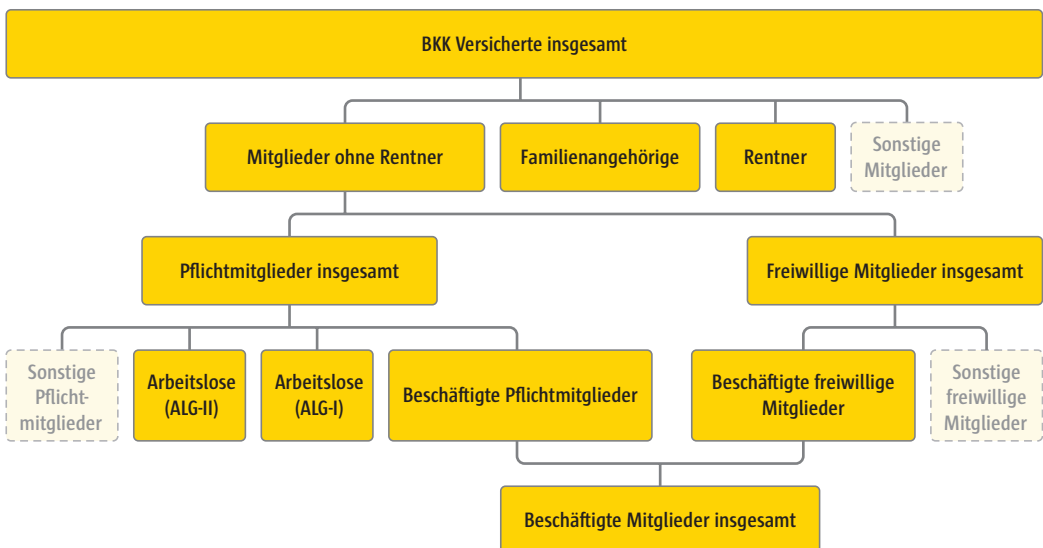 BKK Versicherte insgesamt
Mitglieder ohne Rentner
Familienangehörige
Rentner
Sonstige
Mitglieder
Pflichtmitglieder insgesamt
Freiwillige Mitglieder insgesamt
Sonstige
Pflicht-
mitglieder
Arbeitslose
(ALG-II)
Arbeitslose
(ALG-I)
Beschäftigte Pflichtmitglieder
Beschäftigte freiwillige
Mitglieder
Sonstige
freiwillige
Mitglieder
Beschäftigte Mitglieder insgesamt